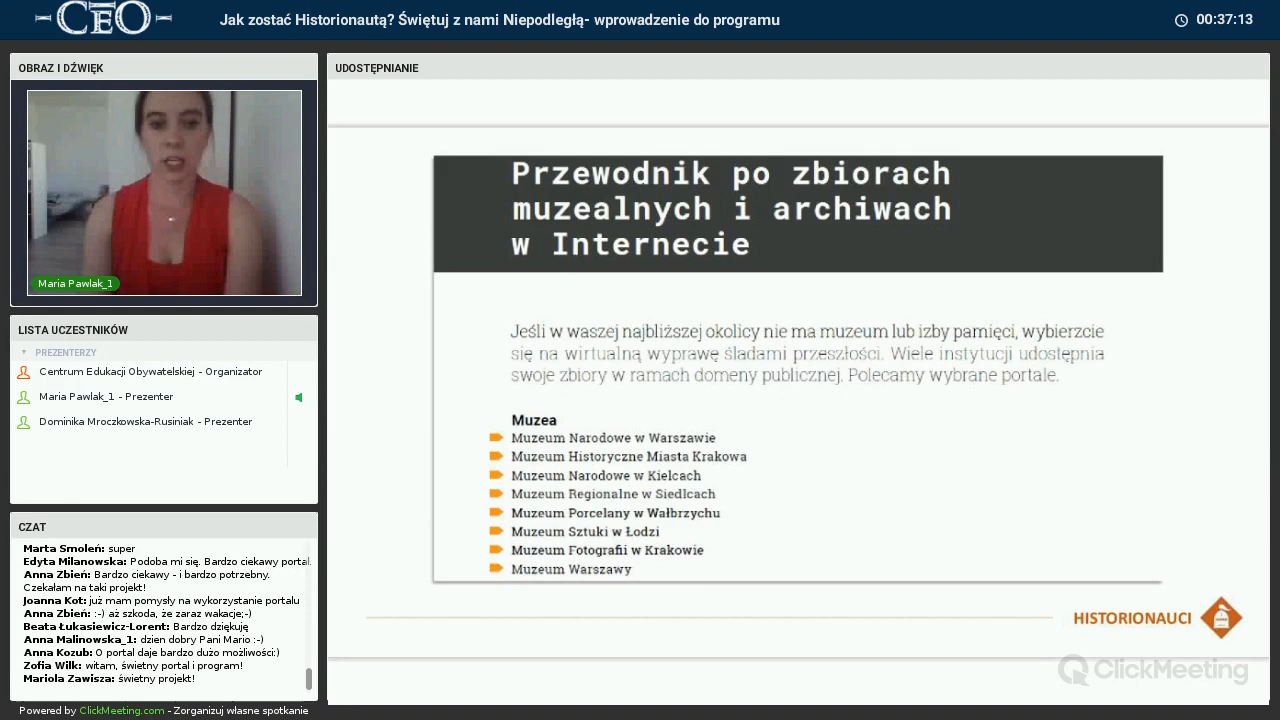 CEO
Jak zostać Historionautą? Świętuj z nami Niepodległą- wprowadzenie do programu
00:37:13
OBRAZ I DŹWIĘK
Maria Pawlak_1
LISTA UCZESTNIKÓW
PREZENTERZY
Centrum Edukacji Obywatelskiej - Organizator
Maria Pawlak_1 - Prezenter
Dominika Mroczkowska-Rusiniak - Prezenter
CZAT
Marta Smoleń: super
Edyta Milanowska: Podoba mi się. Bardzo ciekawy portal.
Anna Zbień: Bardzo ciekawy - i bardzo potrzebny.
Czekałam na taki projekt!
Joanna Kot: już mam pomysły na wykorzystanie portalu
Anna Zbień: :-) aż szkoda, że zaraz wakacje;-)
Beata Łukasiewicz-Lorent: Bardzo dziękuję
Anna Malinowska_1: dzien dobry Pani Mario :-)
Anna Kozub: O portal daje bardzo dużo możliwości:)
Zofia Wilk: witam, świetny portal i program!
Mariola Zawisza: świetny projekt!
Powered by ClickMeeting.com - Zorganizuj własne spotkanie
UDOSTĘPNIANIE
Przewodnik po zbiorach
muzealnych i archiwach
w Internecie
Jeśli w waszej najbliższej okolicy nie ma muzeum lub izby pamięci, wybierzcie
się na wirtualną wyprawę śladami przeszłości. Wiele instytucji udostępnia
swoje zbiory w ramach domeny publicznej. Polecamy wybrane portale.
Muzea
Muzeum Narodowe w Warszawie
Muzeum Historyczne Miasta Krakowa
Muzeum Narodowe w Kielcach
Muzeum Regionalne w Siedlcach
Muzeum Porcelany w Wałbrzychu
Muzeum Sztuki w Łodzi
Muzeum Fotografii w Krakowie
Muzeum Warszawy
HISTORIONAUCI
ClickMeeting